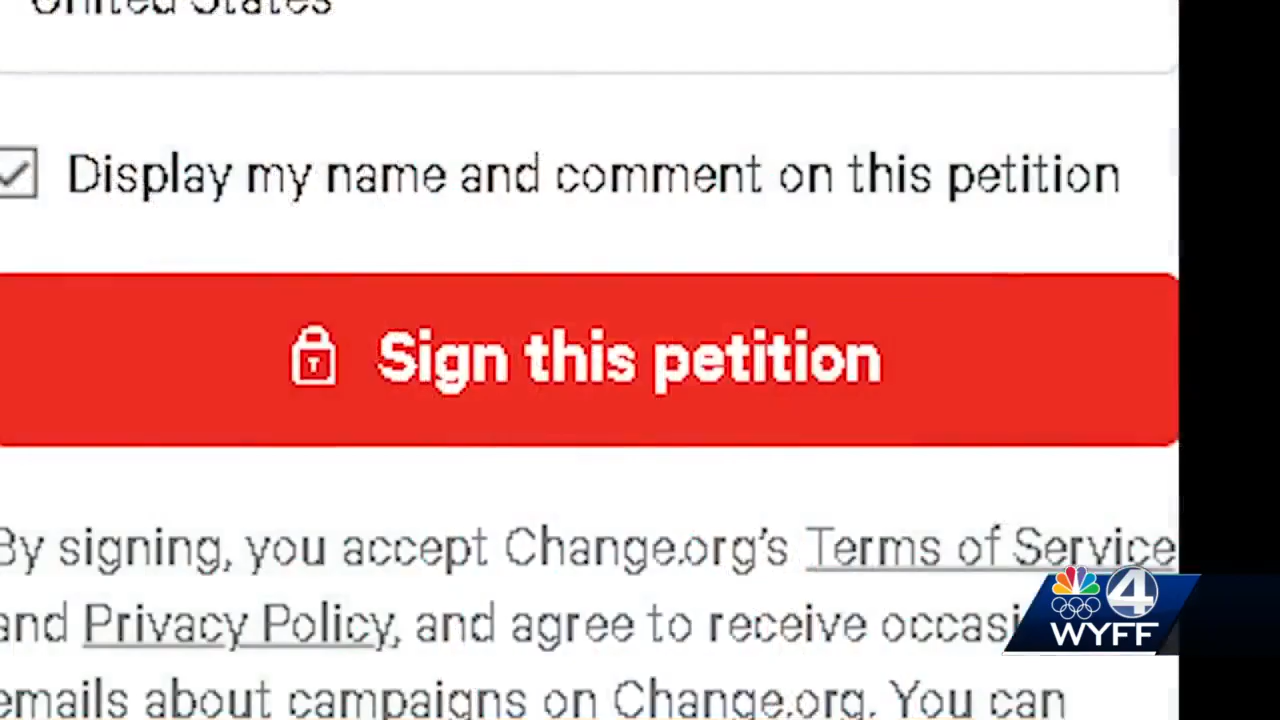 United States
Display my name and comment on this petition
Sign this petition
By signing, you accept Change.org's Terms of Service
and Privacy Policy, and agree to receive
emails about campaigns on Change.org. You can
4
WYFF